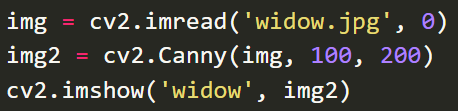 img = cv2.imread('widow.jpg', 0)
img2 = cv2.Canny(img, 100, 200)
cv2.imshow('widow', img2)